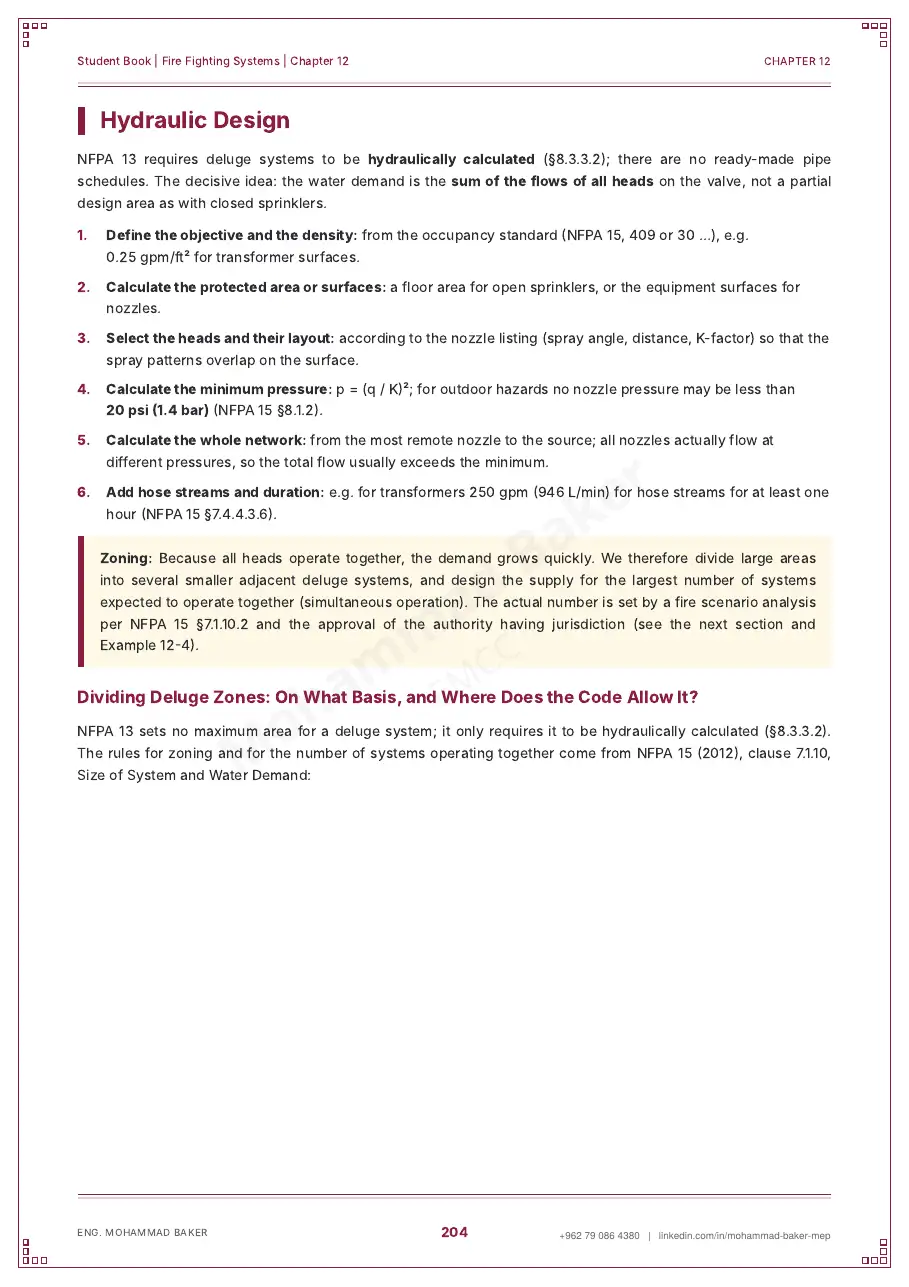 Student Book | Fire Fighting Systems | Chapter 12
CHAPTER 12
Hydraulic Design
NFPA 13 requires deluge systems to be hydraulically calculated (§8.3.3.2); there are no ready-made pipe
schedules. The decisive idea: the water demand is the sum of the flows of all heads on the valve, not a partial
design area as with closed sprinklers.
1. Define the objective and the density: from the occupancy standard (NFPA 15, 409 or 30 ...), e.g.
0.25 gpm/ft² for transformer surfaces.
2. Calculate the protected area or surfaces: a floor area for open sprinklers, or the equipment surfaces for
nozzles.
3. Select the heads and their layout: according to the nozzle listing (spray angle, distance, K-factor) so that the
spray patterns overlap on the surface.
4. Calculate the minimum pressure: p = (q / K)²; for outdoor hazards no nozzle pressure may be less than
20 psi (1.4 bar) (NFPA 15 §8.1.2).
5. Calculate the whole network: from the most remote nozzle to the source; all nozzles actually flow at
different pressures, so the total flow usually exceeds the minimum.
6. Add hose streams and duration: e.g. for transformers 250 gpm (946 L/min) for hose streams for at least one
hour (NFPA 15 §7.4.4.3.6).
Zoning: Because all heads operate together, the demand grows quickly. We therefore divide large areas
into several smaller adjacent deluge systems, and design the supply for the largest number of systems
expected to operate together (simultaneous operation). The actual number is set by a fire scenario analysis
per NFPA 15 §7.1.10.2 and the approval of the authority having jurisdiction (see the next section and
Example 12-4).
Dividing Deluge Zones: On What Basis, and Where Does the Code Allow It?
NFPA 13 sets no maximum area for a deluge system; it only requires it to be hydraulically calculated (§8.3.3.2).
The rules for zoning and for the number of systems operating together come from NFPA 15 (2012), clause 7.1.10,
Size of System and Water Demand:
ENG. MOHAMMAD BAKER
204
+962 79 086 4380 | linkedin.com/in/mohammad-baker-mep